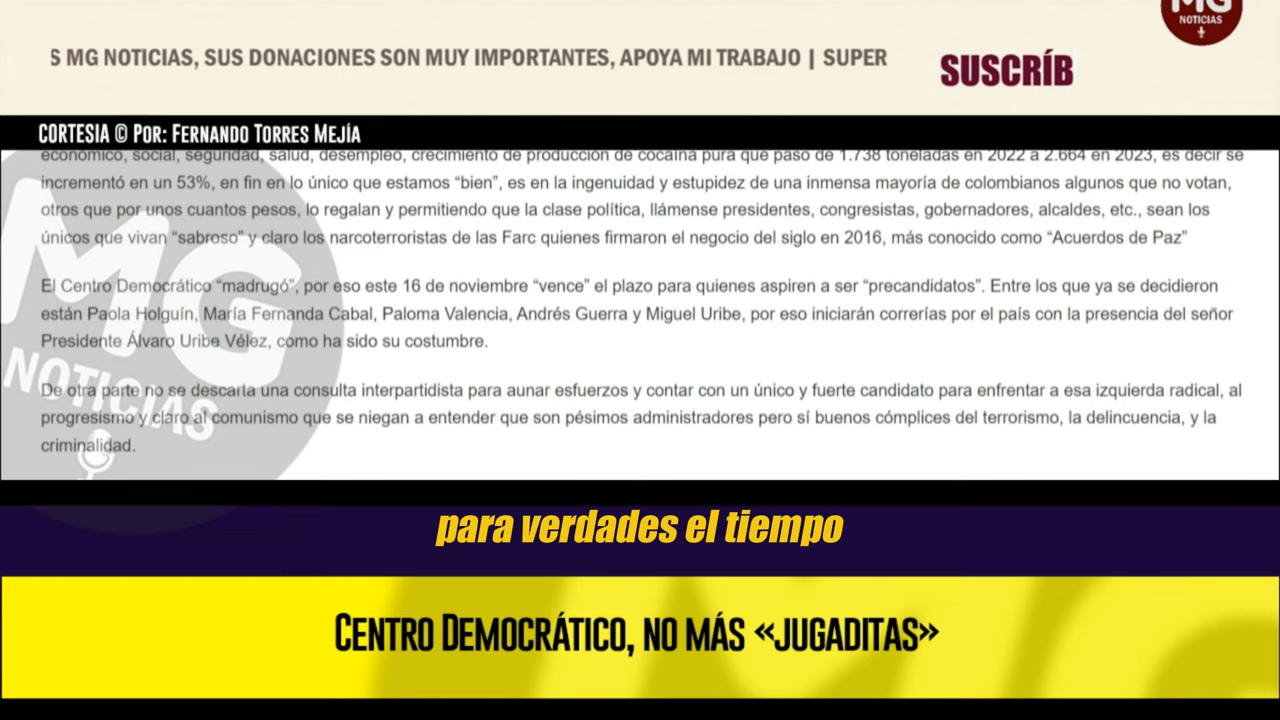 MG
NOTICIAS
S MG NOTICIAS, SUS DONACIONES SON MUY IMPORTANTES, APOYA MI TRABAJO | SUPER
SUSCRÍB
CORTESIA © Por: Fernando Torres Mejía
económico, social, seguridad, salud, desempleo, crecimiento de producción de cocaína pura que paso de 1.738 toneladas en 2022 a 2.664 en 2023, es decir se
incrementó en un 53%, en fin en lo único que estamos “bien”, es en la ingenuidad y estupidez de una inmensa mayoría de colombianos algunos que no votan,
otros que por unos cuantos pesos, lo regalan y permitiendo que la clase política, llámense presidentes, congresistas, gobernadores, alcaldes, etc., sean los
únicos que vivan “sabroso” y claro los narcoterroristas de las Farc quienes firmaron el negocio del siglo en 2016, más conocido como “Acuerdos de Paz”
El Centro Democrático “madrugó”, por eso este 16 de noviembre “vence” el plazo para quienes aspiren a ser “precandidatos”. Entre los que ya se decidieron
están Paola Holguín, María Fernanda Cabal, Paloma Valencia, Andrés Guerra y Miguel Uribe, por eso iniciarán correrías por el país con la presencia del señor
Presidente Álvaro Uribe Vélez, como ha sido su costumbre.
De otra parte no se descarta una consulta interpartidista para aunar esfuerzos y contar con un único y fuerte candidato para enfrentar a esa izquierda radical, al
progresismo y claro al comunismo que se niegan a entender que son pésimos administradores pero sí buenos cómplices del terrorismo, la delincuencia, y la
criminalidad.
MG
NOTICIAS
para verdades el tiempo
Centro Democrático, no más «jugaditas»